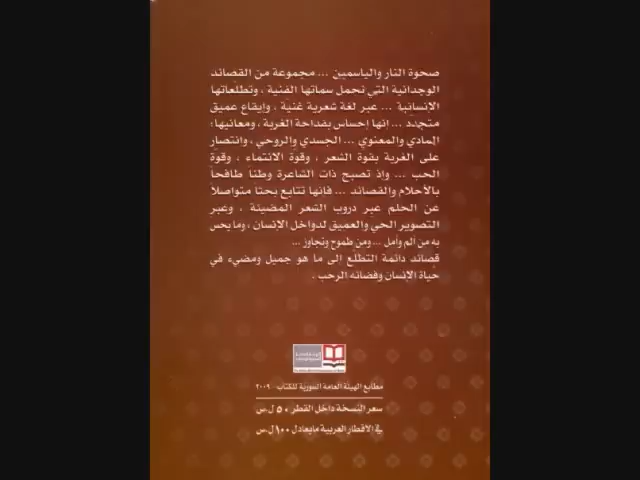 صحوة النار والياسمين ... مجموعة من القصائد
الوجدانية التي تحمل سماتها الفنية ، وتطلعاتها
الإنسانية ... عبر لغة شعرية غنية ، وإيقاع عميق
متجدد ... إنها إحساس بفداحة الغربة ، ومعانيها؛
المادي والمعنوي ... الجسدي والروحي ، وانتصار
على الغربة بقوة الشعر ، وقوة الانتماء ، وقوة
الحب ... وإذ تصبح ذات الشاعرة وطناً طافحاً
بالأحلام والقصائد ... فإنها تتابع بحثاً متواصلاً
عن الحلم عبر دروب الشعر المضيئة ، وعبر
التصوير الحي والعميق لدواخل الإنسان ، وما يحس
به من ألم وأمل ... ومن طموح وتجاوز ...
قصائد دائمة التطلع إلى ما هو جميل ومضيء في
حياة الإنسان وفضائه الرحب .
مطابع الهيئة العامة السورية للكتاب - ٢٠٠٩
سعر النسخة داخل القطر ٥٠ ل.س
في الأقطار العربية مايعادل ١٠٠ ل.س